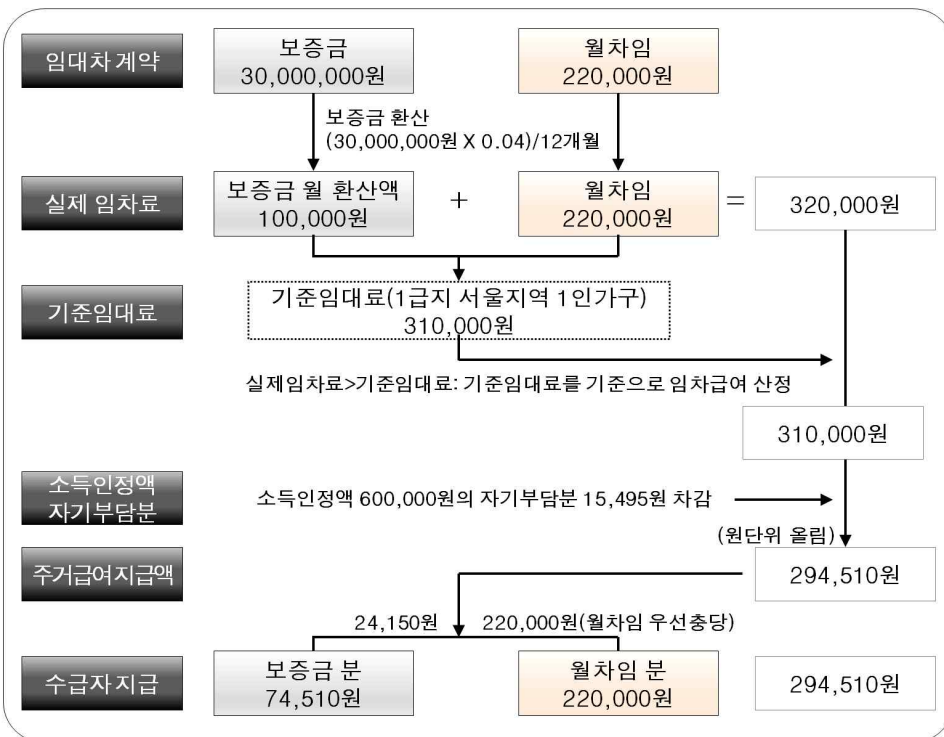 임대차 계약
보증금
30,000,000원
월차임
220,000원
보증금 환산
(30,000,000원 X 0.04)/12개월
실제 임차료
보증금 월 환산액
100,000원
+
월차임
220,000원
=
320,000원
기준임대료
기준임대료(1급지 서울지역 1인가구)
310,000원
실제임차료>기준임대료: 기준임대료를 기준으로 임차급여 산정
310,000원
소득인정액
자기부담분
소득인정액 600,000원의 자기부담분 15,495원 차감
(원단위 올림)
주거급여지급액
294,510원
24,150원
220,000원(월차임 우선충당)
수급자 지급
보증금 분
74,510원
월차임 분
220,000원
294,510원